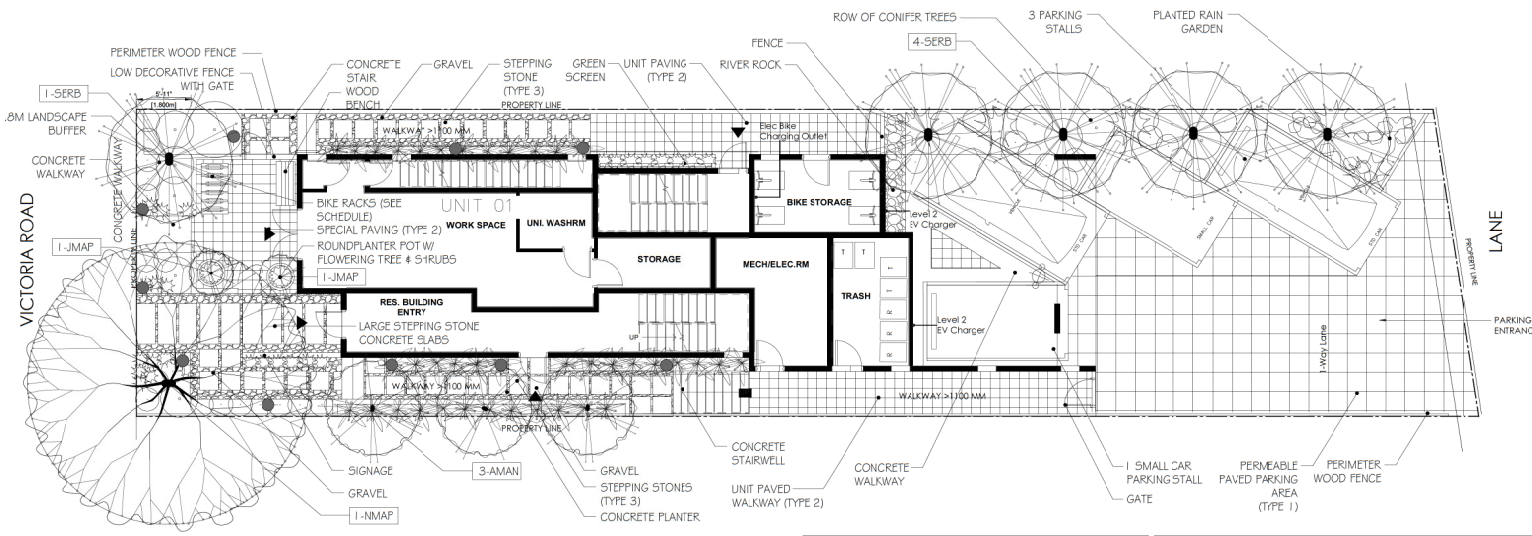 ROW OF CONIFER TREES
3 PARKING
STALLS
PLANTED RAIN
GARDEN
4-SERB
FENCE
PERIMETER WOOD FENCE
LOW DECORATIVE FENCE
WITH GATE
CONCRETE
STAIR
WOOD
BENCH
GRAVEL
STEPPING
STONE
(TYPE 3)
GREEN
SCREEN
UNIT PAVING
(TYPE 2)
RIVER ROCK
1-SERB
5'-11"
[1.800m]
PROPERTY LINE
.8M LANDSCAPE
BUFFER
WALKWAY >1100 MM
Elec Bike
Charging Outlet
CONCRETE
WALKWAY
CONCRETE WALKWAY
VICTORIA ROAD
BIKE RACKS (SEE
SCHEDULE)
SPECIAL PAVING (TYPE 2)
ROUNDPLANTER POT W/
FLOWERING TREE & SHRUBS
1-JMAP
1-JMAP
UNIT 01
WORK SPACE
UNI. WASHRM
BIKE STORAGE
Level 2
EV Charger
STORAGE
MECH/ELEC.RM
T
T
T
T
R
R
R
TRASH
STD. CAR
SMALL CAR
STD. CAR
PROPERTY LINE
LANE
RES. BUILDING
ENTRY
LARGE STEPPING STONE
CONCRETE SLABS
UP
Level 2
EV Charger
1-Way Lane
PARKING
ENTRANC
WALKWAY >1100 MM
WALKWAY >1100 MM
PROPERTY LINE
SIGNAGE
GRAVEL
1-NMAP
3-AMAN
GRAVEL
STEPPING STONES
(TYPE 3)
CONCRETE PLANTER
CONCRETE
STAIRWELL
UNIT PAVED
WALKWAY (TYPE 2)
CONCRETE
WALKWAY
1 SMALL CAR
PARKING STALL
GATE
PERMEABLE
PAVED PARKING
AREA
(TYPE 1)
PERIMETER
WOOD FENCE